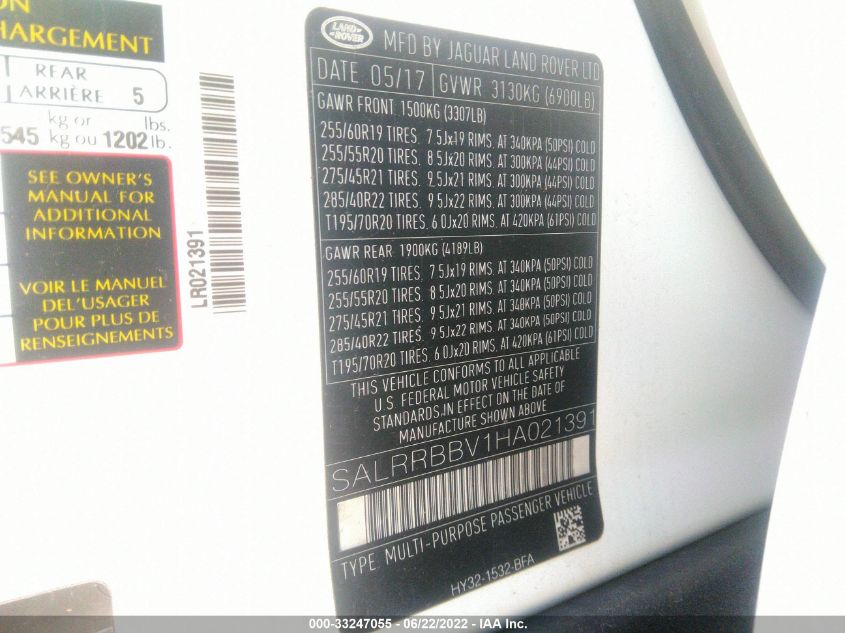 ON
CHARGEMENT
REAR
ARRIÈRE 5
kg or lbs.
545 kg ou 1202 lb.
SEE OWNER'S
MANUAL FOR
ADDITIONAL
INFORMATION
VOIR LE MANUEL
DEL'USAGER
POUR PLUS DE
RENSEIGNEMENTS
LR021391
LAND
ROVER
MFD BY JAGUAR LAND ROVER LTD
DATE: 05/17 GVWR 3130KG (6900LB)
GAWR FRONT 1500KG (3307LB)
255/60R19 TIRES, 7.5Jx19 RIMS, AT 340KPA (50PSI) COLD
255/55R20 TIRES, 8.5Jx20 RIMS, AT 300KPA (44PSI) COLD
275/45R21 TIRES, 9.5Jx21 RIMS, AT 300KPA (44PSI) COLD
285/40R22 TIRES, 9.5Jx22 RIMS, AT 300KPA (44PSI) COLD
T195/70R20 TIRES, 6.0Jx20 RIMS, AT 420KPA (61PSI) COLD
GAWR REAR 1900KG (4189LB)
255/60R19 TIRES, 7.5Jx19 RIMS, AT 340KPA (50PSI) COLD
255/55R20 TIRES, 8.5Jx20 RIMS, AT 340KPA (50PSI) COLD
275/45R21 TIRES, 9.5Jx21 RIMS, AT 340KPA (50PSI) COLD
285/40R22 TIRES, 9.5Jx22 RIMS, AT 340KPA (50PSI) COLD
T195/70R20 TIRES, 6.0Jx20 RIMS, AT 420KPA (61PSI) COLD
THIS VEHICLE CONFORMS TO ALL APPLICABLE
U.S. FEDERAL MOTOR VEHICLE SAFETY
STANDARDS.IN EFFECT ON THE DATE OF
MANUFACTURE SHOWN ABOVE
SALRRBBV1HA021391
TYPE: MULTI-PURPOSE PASSENGER VEHICLE
HY32-1532-BFA
000-33247055 - 06/22/2022 - IAA Inc.